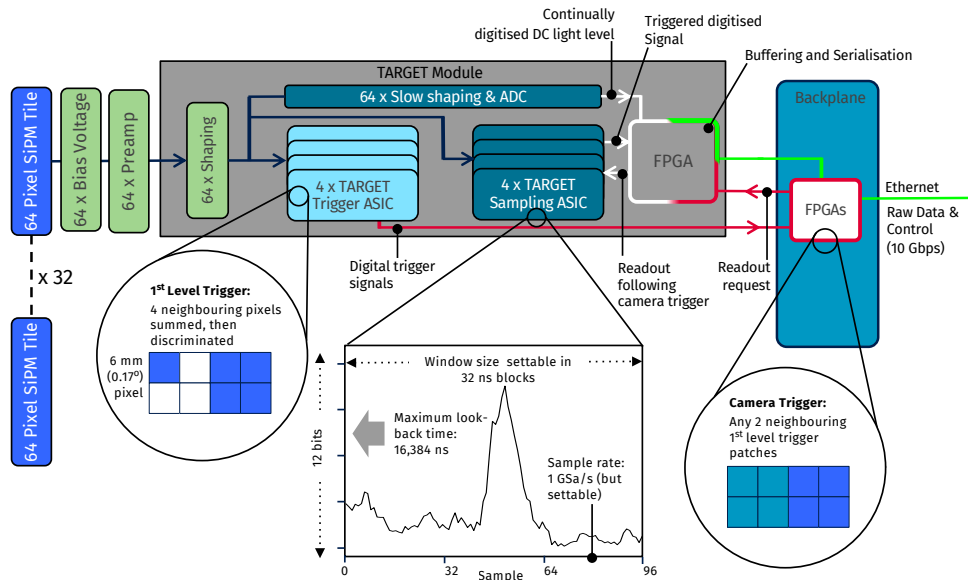 Continually
digitised DC light level
Triggered digitised
Signal
Buffering and Serialisation
TARGET Module
Backplane
64 Pixel SiPM Tile
64 x Bias Voltage
64 x Preamp
64 x Shaping
64 x Slow shaping & ADC
4 x TARGET
Trigger ASIC
4 x TARGET
Sampling ASIC
FPGA
FPGAs
Ethernet
Raw Data &
Control
(10 Gbps)
x 32
64 Pixel SiPM Tile
Digital trigger
signals
Readout
following
camera trigger
Readout
request
1st Level Trigger:
4 neighbouring pixels
summed, then
discriminated
6 mm
(0.17°)
pixel
Window size settable in
32 ns blocks
Maximum look-
back time:
16,384 ns
12 bits
Sample rate:
1 GSa/s (but
settable)
0
32
64
96
Sample
Camera Trigger:
Any 2 neighbouring
1st level trigger
patches